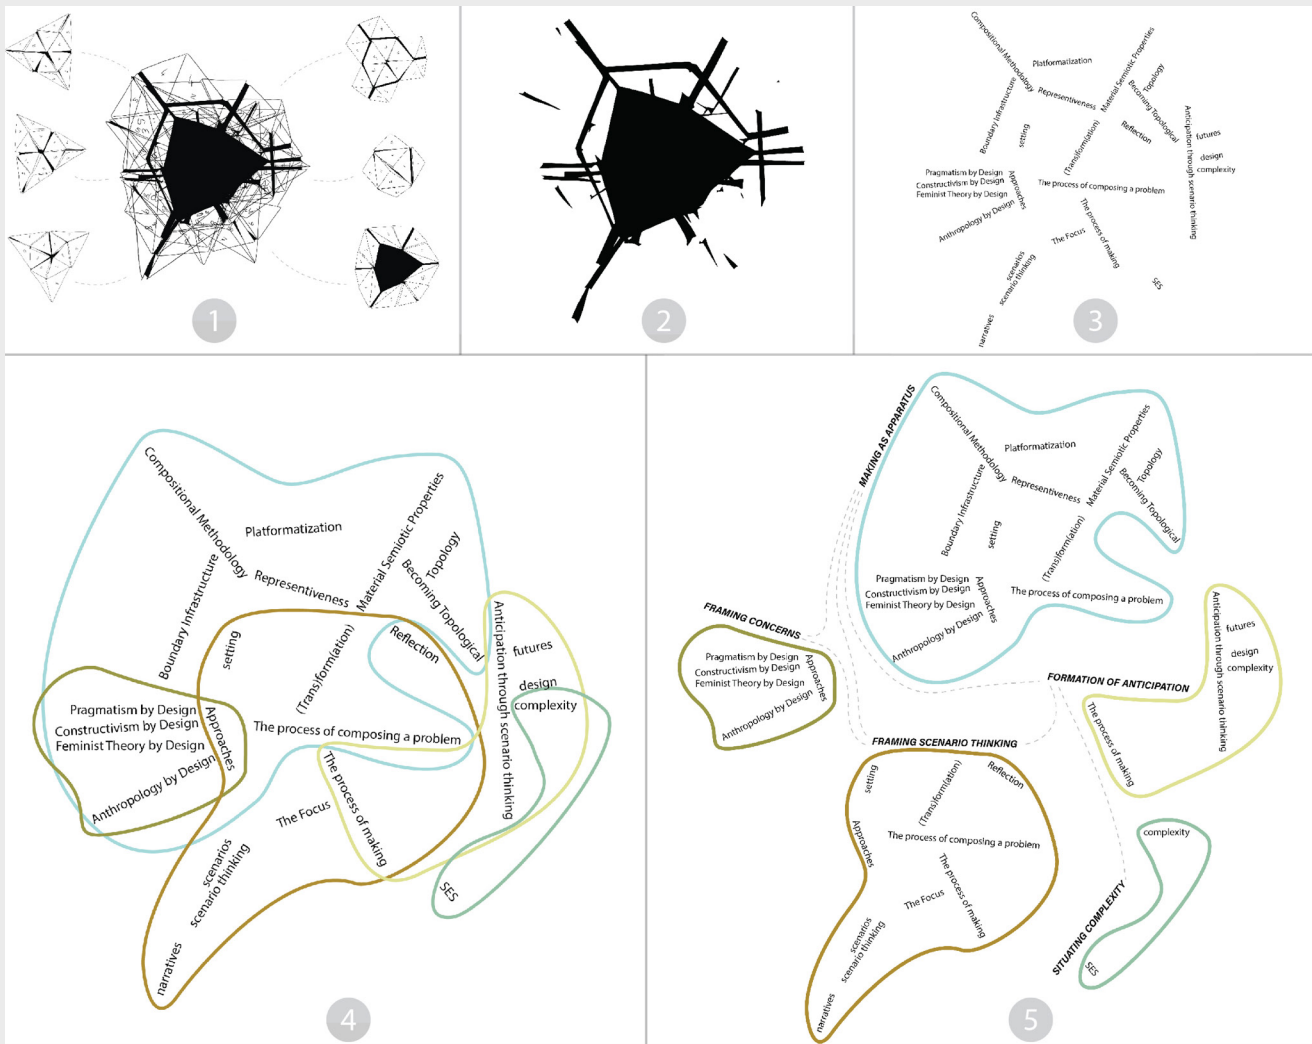 1
2
Compositional Methodology
Platformatization
Material Semiotic Properties
Topology
Becoming Topological
Boundary Infrastructure
Representiveness
setting
(Trans)form(ation)
Reflection
Anticipation through scenario thinking
futures
design
complexity
Pragmatism by Design
Constructivism by Design
Feminist Theory by Design
Approaches
Anthropology by Design
The process of composing a problem
The Focus
The process of making
scenarios
scenario thinking
narratives
SES
3
Compositional Methodology
Platformatization
Material Semiotic Properties
Topology
Becoming Topological
Boundary Infrastructure
Representiveness
setting
(Transform(ation)
Reflection
Anticipation through scenario thinking
futures
design
complexity
Pragmatism by Design
Constructivism by Design
Feminist Theory by Design
Approaches
Anthropology by Design
The process of composing a problem
The Focus
The process of making
scenarios
scenario thinking
narratives
SES
4
MAKING AS APPARATUS
Compositional Methodology
Platformatization
Material Semiotic Properties
Topology
Becoming Topological
Boundary Infrastructure
Representiveness
setting
(Trans)form(ation)
Pragmatism by Design
Constructivism by Design
Feminist Theory by Design
Approaches
Anthropology by Design
The process of composing a problem
FRAMING CONCERNS
Pragmatism by Design
Constructivism by Design
Feminist Theory by Design
Approaches
Anthropology by Design
FORMATION OF ANTICIPATION
Anticipation through scenario thinking
futures
design
complexity
The process of making
FRAMING SCENARIO THINKING
setting
(Trans)form(ation)
Reflection
Approaches
The process of composing a problem
The Focus
The process of making
scenarios
scenario thinking
narratives
SITUATING COMPLEXITY
complexity
SES
5